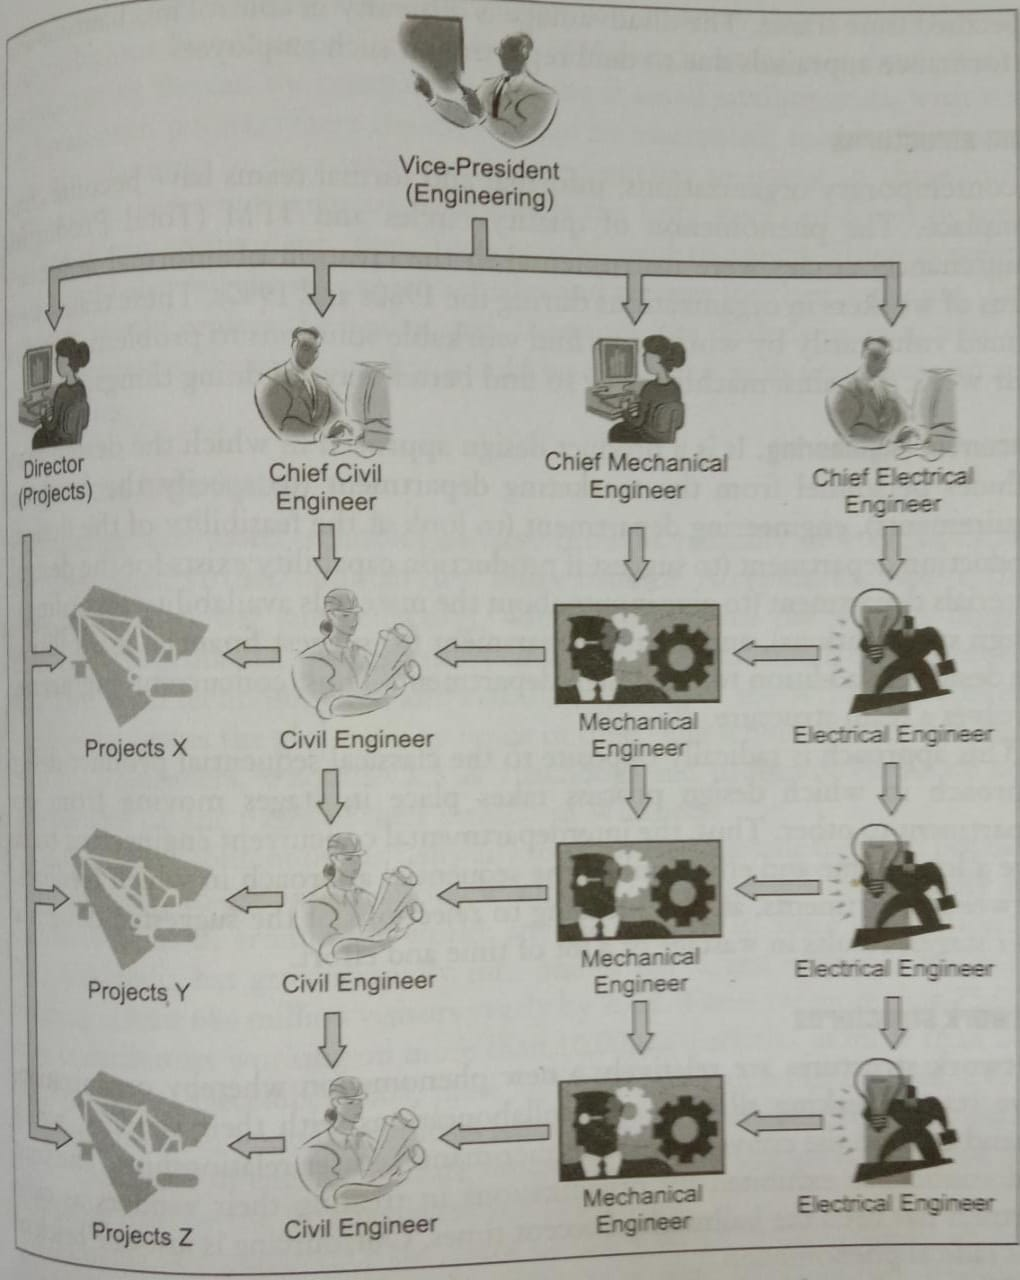 Vice-President
(Engineering)
Director
(Projects)
Chief Civil
Engineer
Chief Mechanical
Engineer
Chief Electrical
Engineer
Projects X
Civil Engineer
Mechanical
Engineer
Electrical Engineer
Projects Y
Civil Engineer
Mechanical
Engineer
Electrical Engineer
Projects Z
Civil Engineer
Mechanical
Engineer
Electrical Engineer